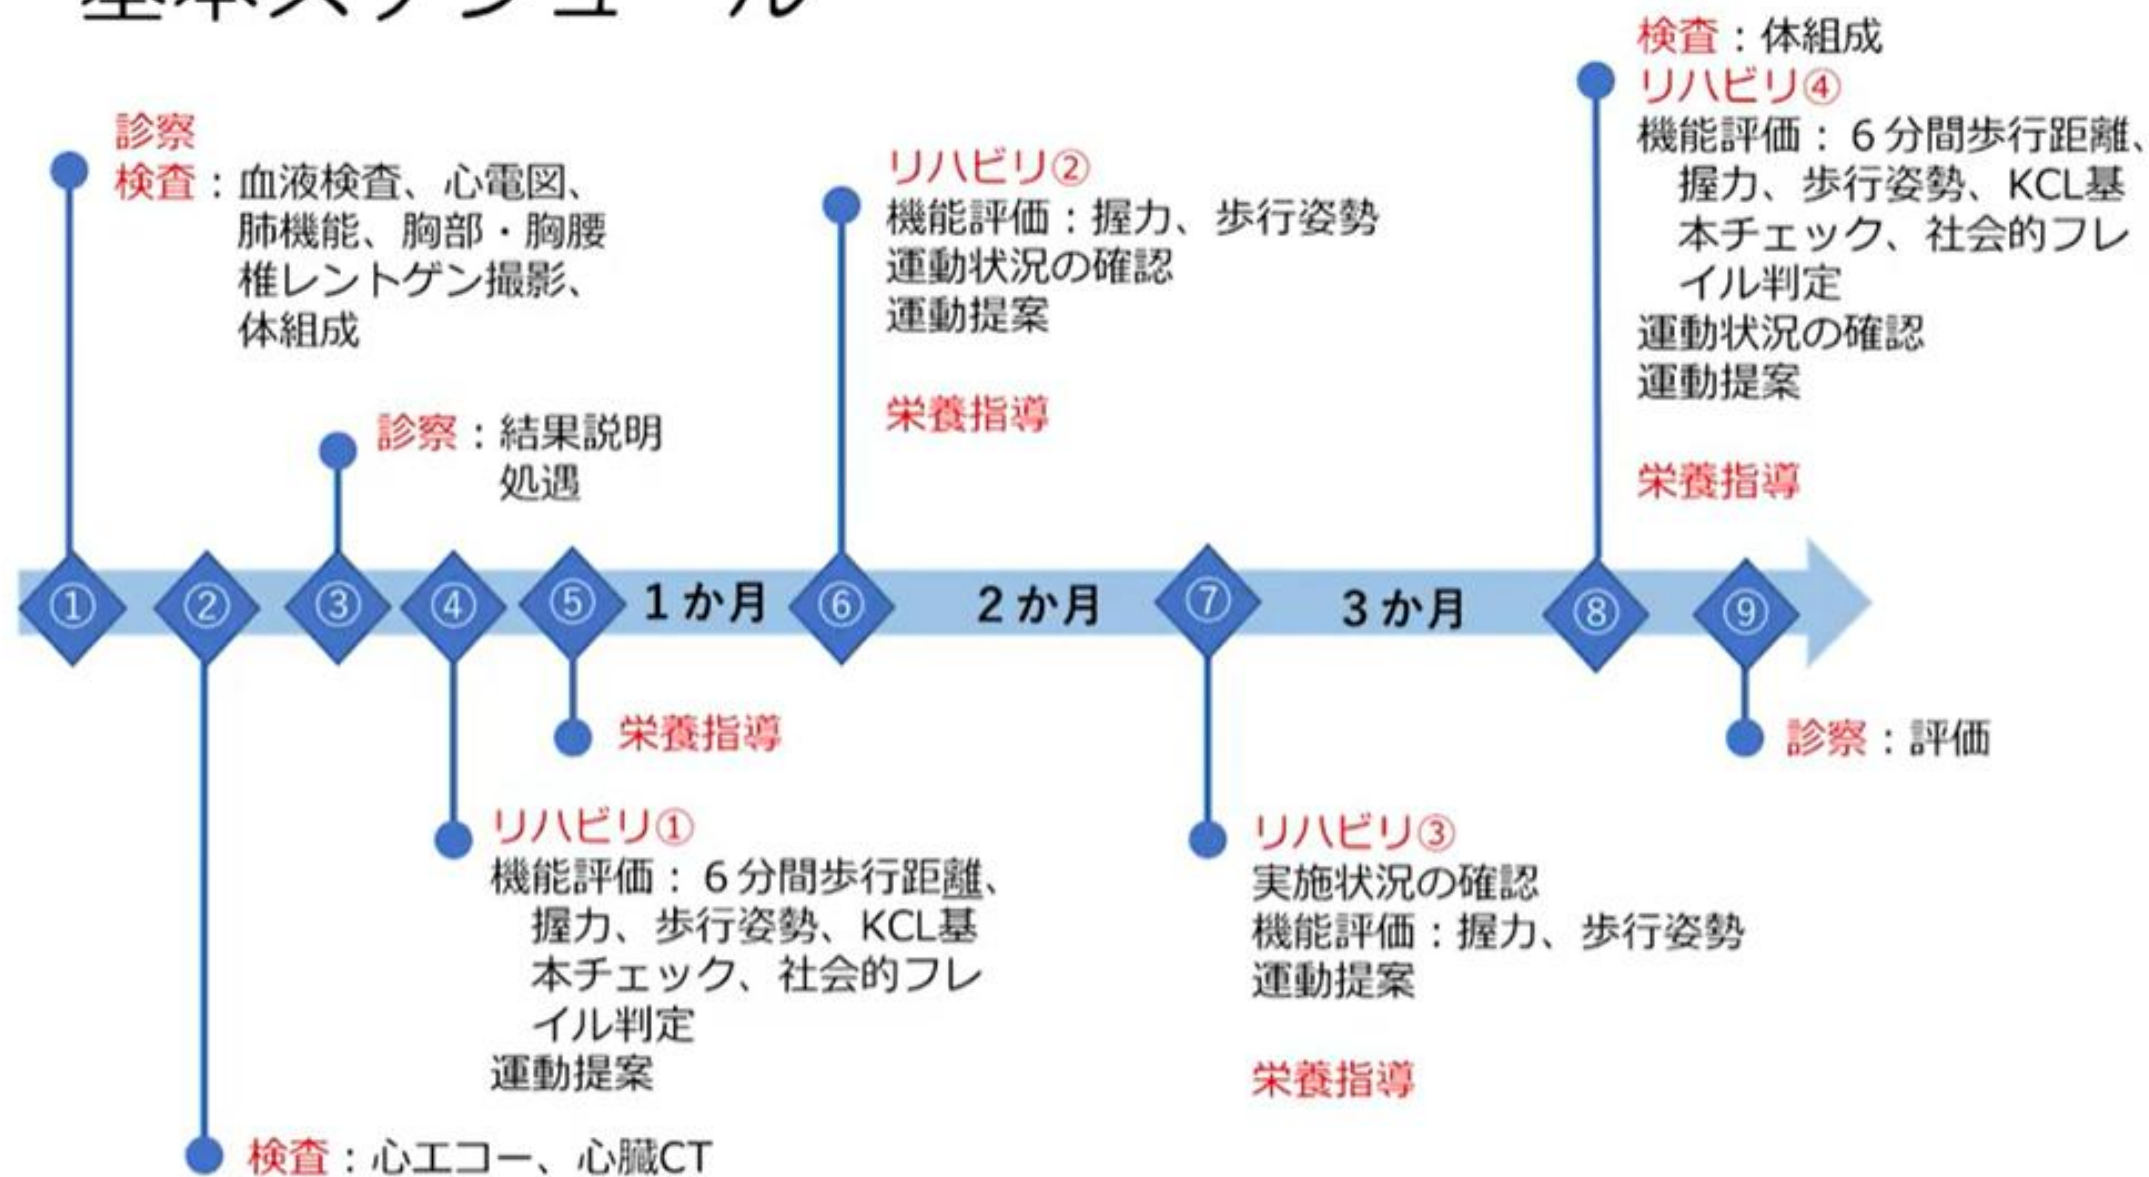 基本スケジュール
診察
検査：血液検査、心電図、
肺機能、胸部・胸腰
椎レントゲン撮影、
体組成
診察：結果説明
処遇
リハビリ②
機能評価：握力、歩行姿勢
運動状況の確認
運動提案
栄養指導
検査：体組成
リハビリ④
機能評価：６分間歩行距離、
握力、歩行姿勢、KCL基
本チェック、社会的フレ
イル判定
運動状況の確認
運動提案
栄養指導
① ② ③ ④ ⑤ １か月 ⑥ ２か月 ⑦ ３か月 ⑧ ⑨
栄養指導
診察：評価
リハビリ①
機能評価：６分間歩行距離、
握力、歩行姿勢、KCL基
本チェック、社会的フレ
イル判定
運動提案
リハビリ③
実施状況の確認
機能評価：握力、歩行姿勢
運動提案
栄養指導
検査：心エコー、心臓CT